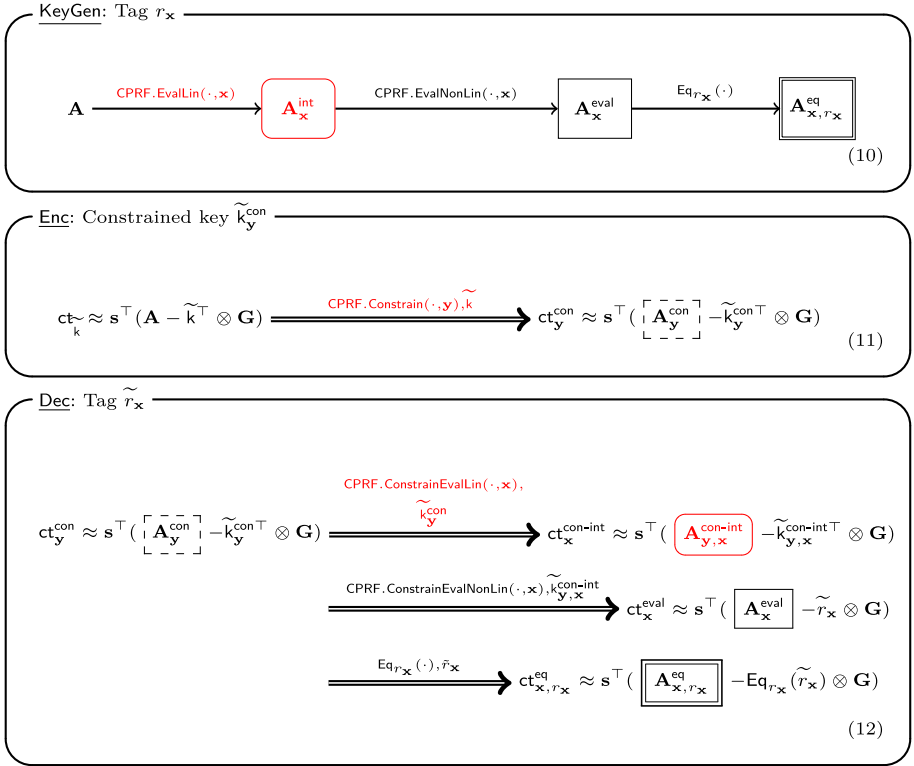 KeyGen: Tag r_𝐱
CPRF.EvalLin(·,𝐱) CPRF.EvalNonLin(·,𝐱) Eq_{r_𝐱}(·)
𝐀 𝐀_𝐱^int 𝐀_𝐱^eval 𝐀_{𝐱,r_𝐱}^eq
(10)
Enc: Constrained key k̃_𝐲^con
CPRF.Constrain(·,𝐲),k̃
ct_k̃ ≈ 𝐬^⊤(𝐀 − k̃^⊤ ⊗ 𝐆) ct_𝐲^con ≈ 𝐬^⊤( 𝐀_𝐲^con −k̃_𝐲^{con⊤} ⊗ 𝐆)
(11)
Dec: Tag r̃_𝐱
CPRF.ConstrainEvalLin(·,𝐱),
k̃_𝐲^con
ct_𝐲^con ≈ 𝐬^⊤( 𝐀_𝐲^con −k̃_𝐲^{con⊤} ⊗ 𝐆) ct_𝐱^con-int ≈ 𝐬^⊤( 𝐀_{𝐲,𝐱}^con-int −k̃_{𝐲,𝐱}^{con-int⊤} ⊗ 𝐆)
CPRF.ConstrainEvalNonLin(·,𝐱),k̃_{𝐲,𝐱}^con-int
ct_𝐱^eval ≈ 𝐬^⊤( 𝐀_𝐱^eval −r̃_𝐱 ⊗ 𝐆)
Eq_{r_𝐱}(·),r̃_𝐱
ct_{𝐱,r_𝐱}^eq ≈ 𝐬^⊤( 𝐀_{𝐱,r_𝐱}^eq −Eq_{r_𝐱}(r̃_𝐱) ⊗ 𝐆)
(12)